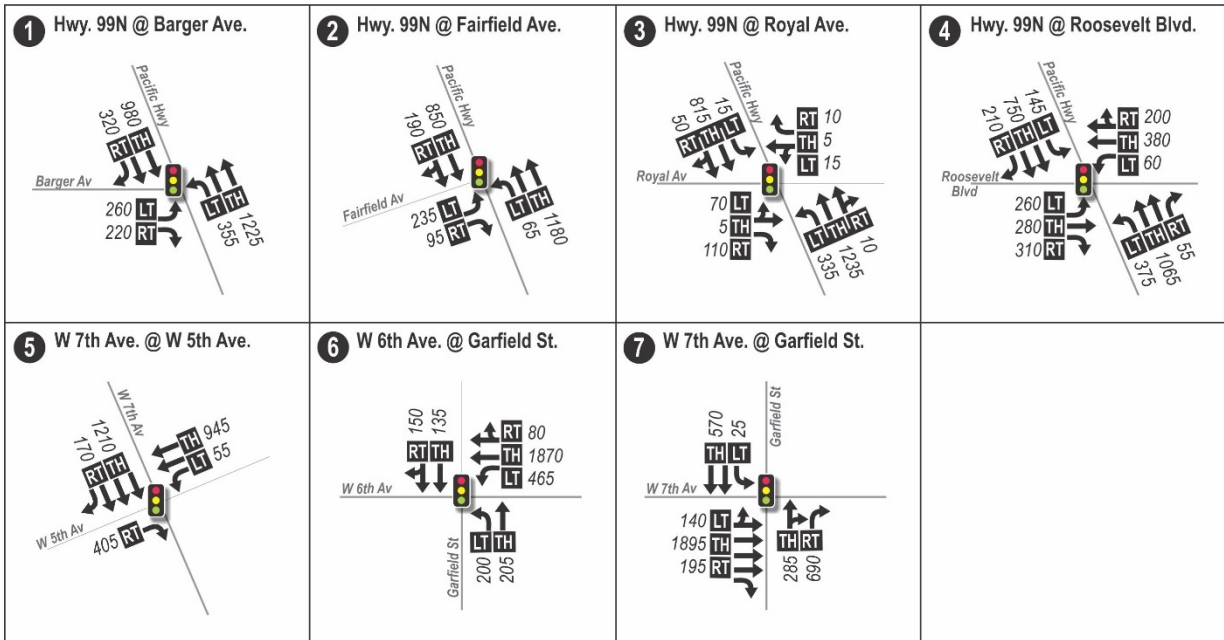 1 Hwy. 99N @ Barger Ave.
Pacific Hwy
320 980
RT TH
Barger Av
260 LT
220 RT
LT TH
355 1225
2 Hwy. 99N @ Fairfield Ave.
Pacific Hwy
190 850
RT TH
Fairfield Av
235 LT
95 RT
LT TH
65 1180
3 Hwy. 99N @ Royal Ave.
Pacific Hwy
50 815 15
RT TH LT
RT 10
TH 5
LT 15
Royal Av
70 LT
5 TH
110 RT
LT TH RT
335 1235 10
4 Hwy. 99N @ Roosevelt Blvd.
Pacific Hwy
210 750 145
RT TH LT
RT 200
TH 380
LT 60
Roosevelt
Blvd
260 LT
280 TH
310 RT
LT TH RT
375 1065 55
5 W 7th Ave. @ W 5th Ave.
W 7th Av
170 1210
RT TH
TH 945
LT 55
W 5th Av
405 RT
6 W 6th Ave. @ Garfield St.
150 135
RT TH
RT 80
TH 1870
LT 465
W 6th Av
Garfield St
LT TH
200 205
7 W 7th Ave. @ Garfield St.
570 25
TH LT
Garfield St
W 7th Av
140 LT
1895 TH
195 RT
TH RT
285 690